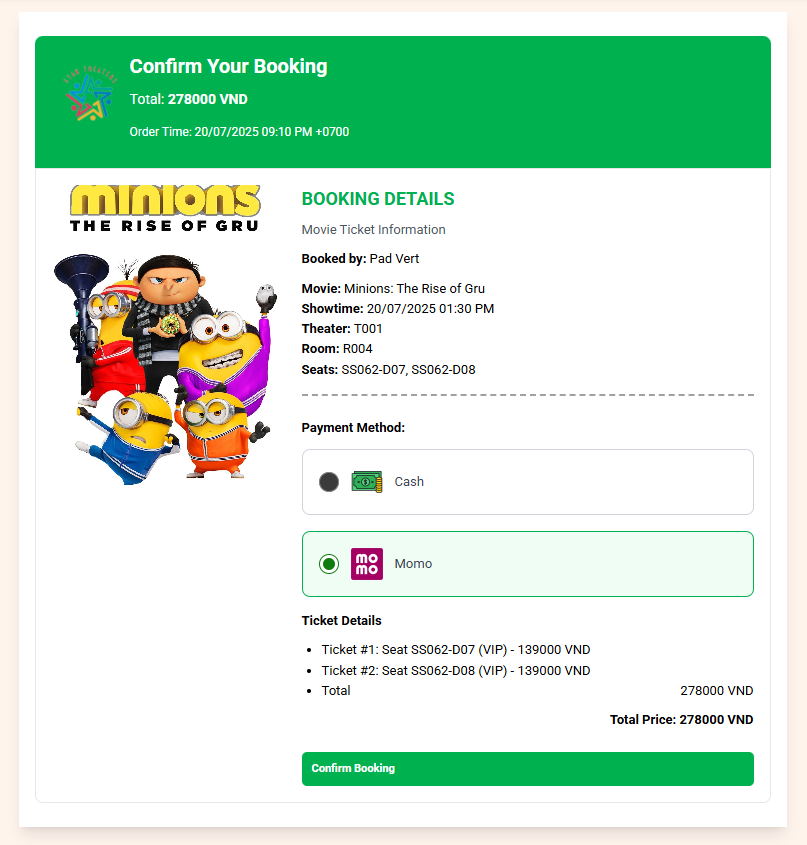 STAR THEATERS
Confirm Your Booking
Total: 278000 VND
Order Time: 20/07/2025 09:10 PM +0700
minions
THE RISE OF GRU
BOOKING DETAILS
Movie Ticket Information
Booked by: Pad Vert
Movie: Minions: The Rise of Gru
Showtime: 20/07/2025 01:30 PM
Theater: T001
Room: R004
Seats: SS062-D07, SS062-D08
Payment Method:
Cash
mo
mo
Momo
Ticket Details
• Ticket #1: Seat SS062-D07 (VIP) - 139000 VND
• Ticket #2: Seat SS062-D08 (VIP) - 139000 VND
• Total 278000 VND
Total Price: 278000 VND
Confirm Booking